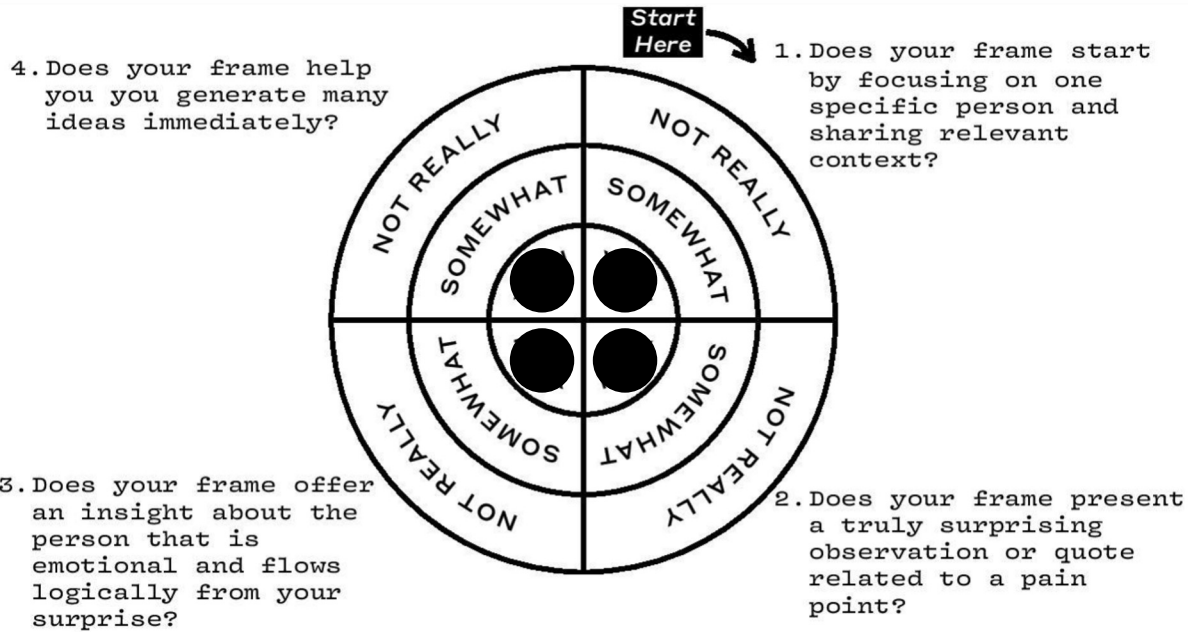 Start
Here
1.Does your frame start
by focusing on one
specific person and
sharing relevant
context?
NOT REALLY
SOMEWHAT
2.Does your frame present
a truly surprising
observation or quote
related to a pain
point?
NOT REALLY
SOMEWHAT
3.Does your frame offer
an insight about the
person that is
emotional and flows
logically from your
surprise?
NOT REALLY
SOMEWHAT
4.Does your frame help
you you generate many
ideas immediately?
NOT REALLY
SOMEWHAT